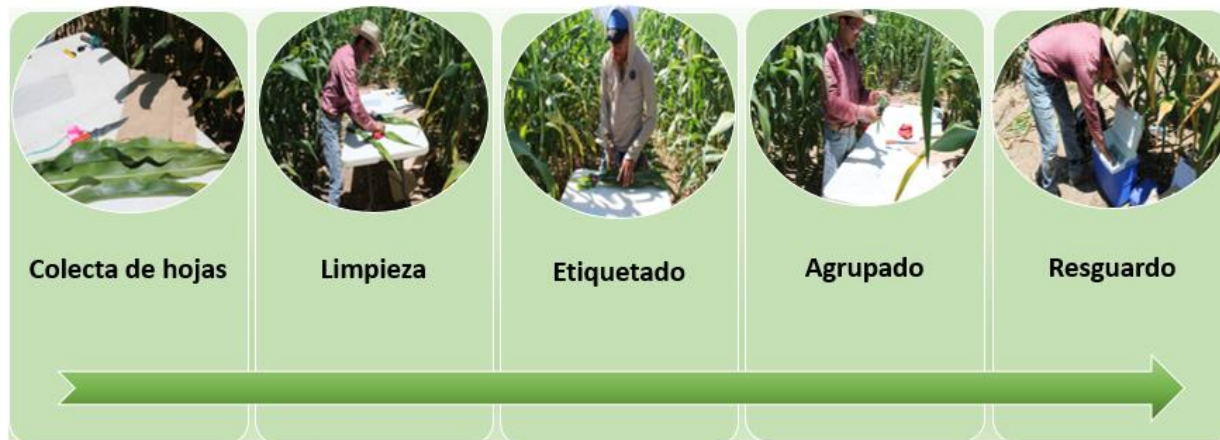 Colecta de hojas
Limpieza
Etiquetado
Agrupado
Resguardo